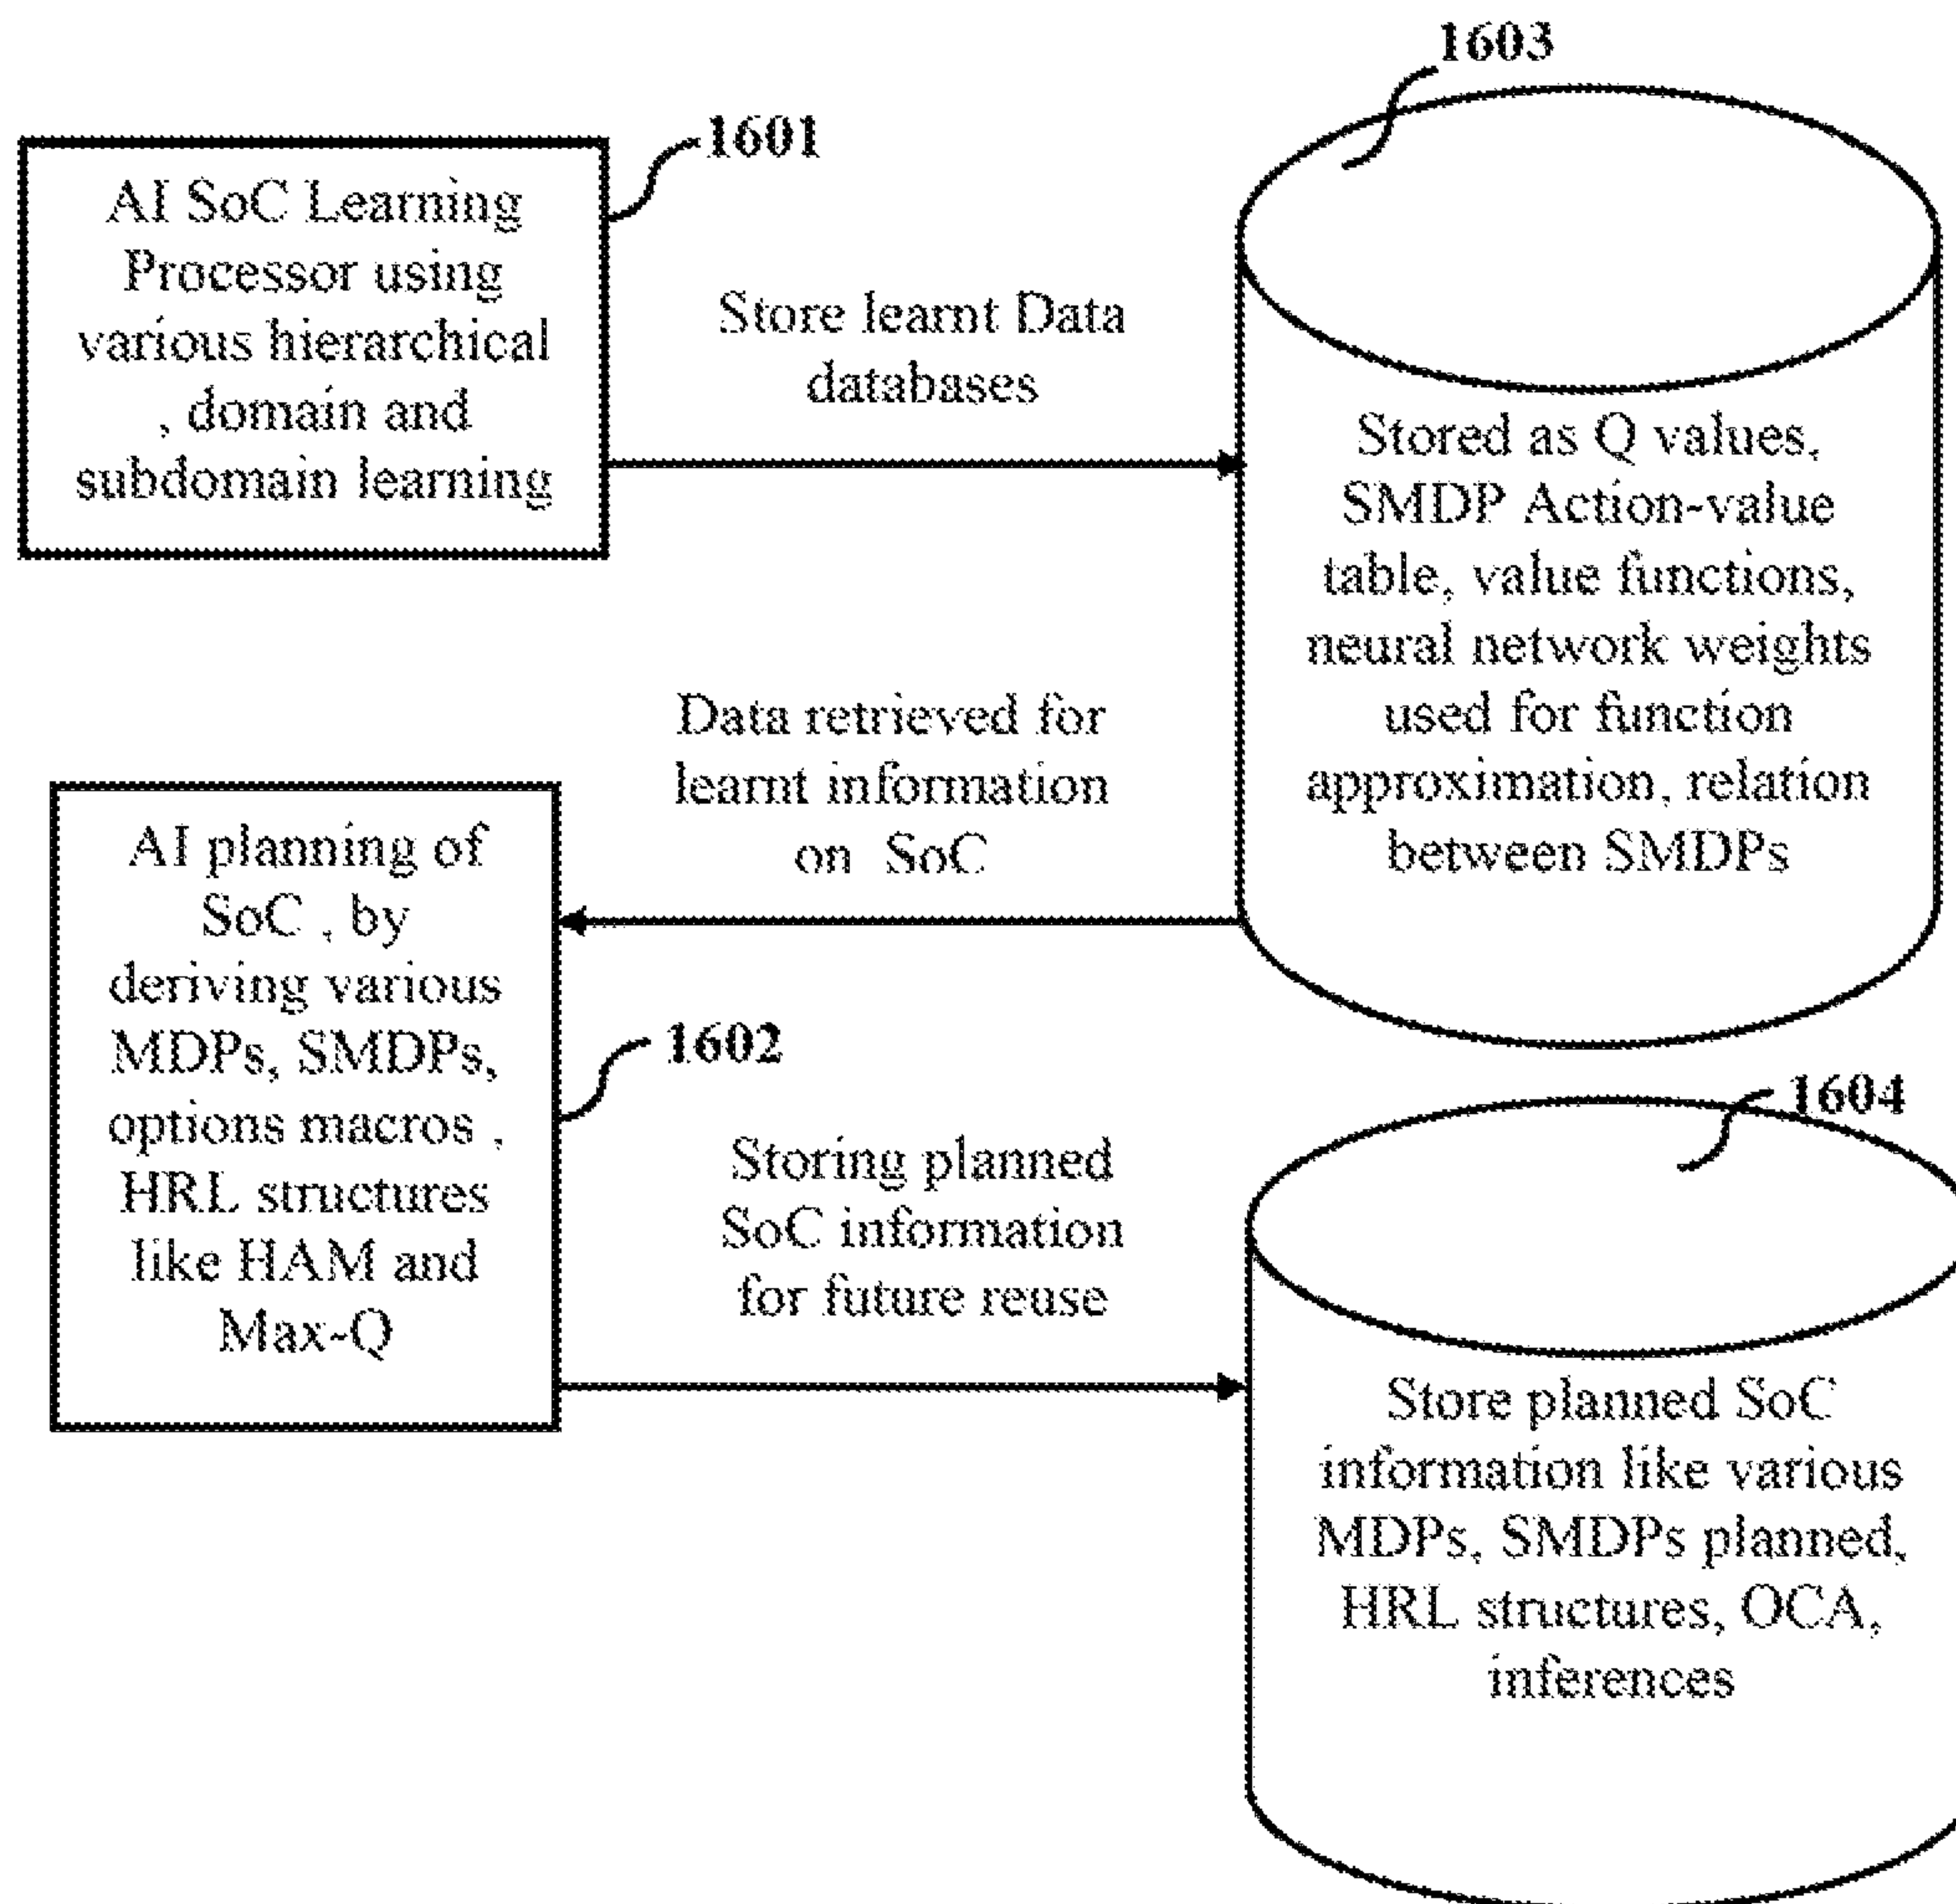 1603
1601
AI SoC Learning
Processor using
various hierarchical
, domain and
subdomain learning
Store learnt Data
databases
Stored as Q values,
SMDP Action-value
table, value functions,
neural network weights
used for function
approximation, relation
between SMDPs
Data retrieved for
learnt information
on SoC
AI planning of
SoC , by
deriving various
MDPs, SMDPs,
options macros ,
HRL structures
like HAM and
Max-Q
1602
1604
Storing planned
SoC information
for future reuse
Store planned SoC
information like various
MDPs, SMDPs planned,
HRL structures, OCA,
inferences